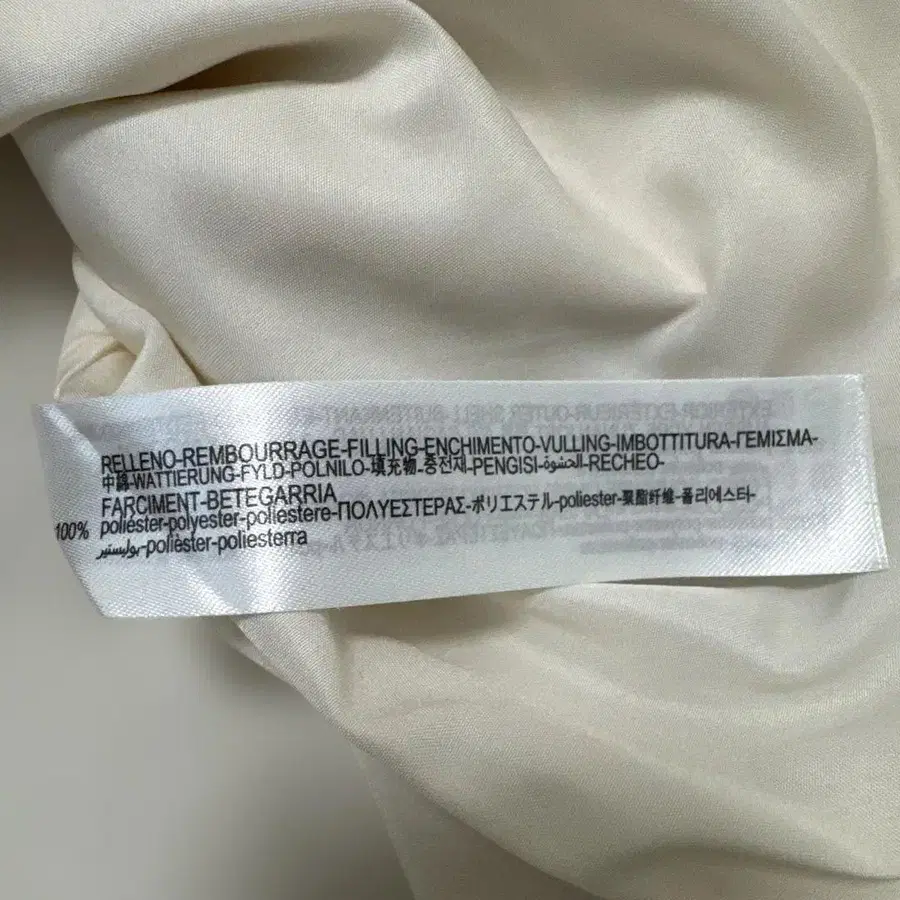 RELLENO-REMBOURRAGE-FILLING-ENCHIMENTO-VULLING-IMBOTTITURA-ΓΕΜΙΣΜΑ-
中綿-WATTIERUNG-FYLD-POLNILO-填充物-충전재-PENGISI-الحشوة-RECHEO-
FARCIMENT-BETEGARRIA
100% poliéster-polyester-poliestere-ΠΟΛΥΕΣΤΕΡΑΣ-ポリエステル-poliester-聚酯纤维-폴리에스터-
بوليستير-polièster-poliesterra